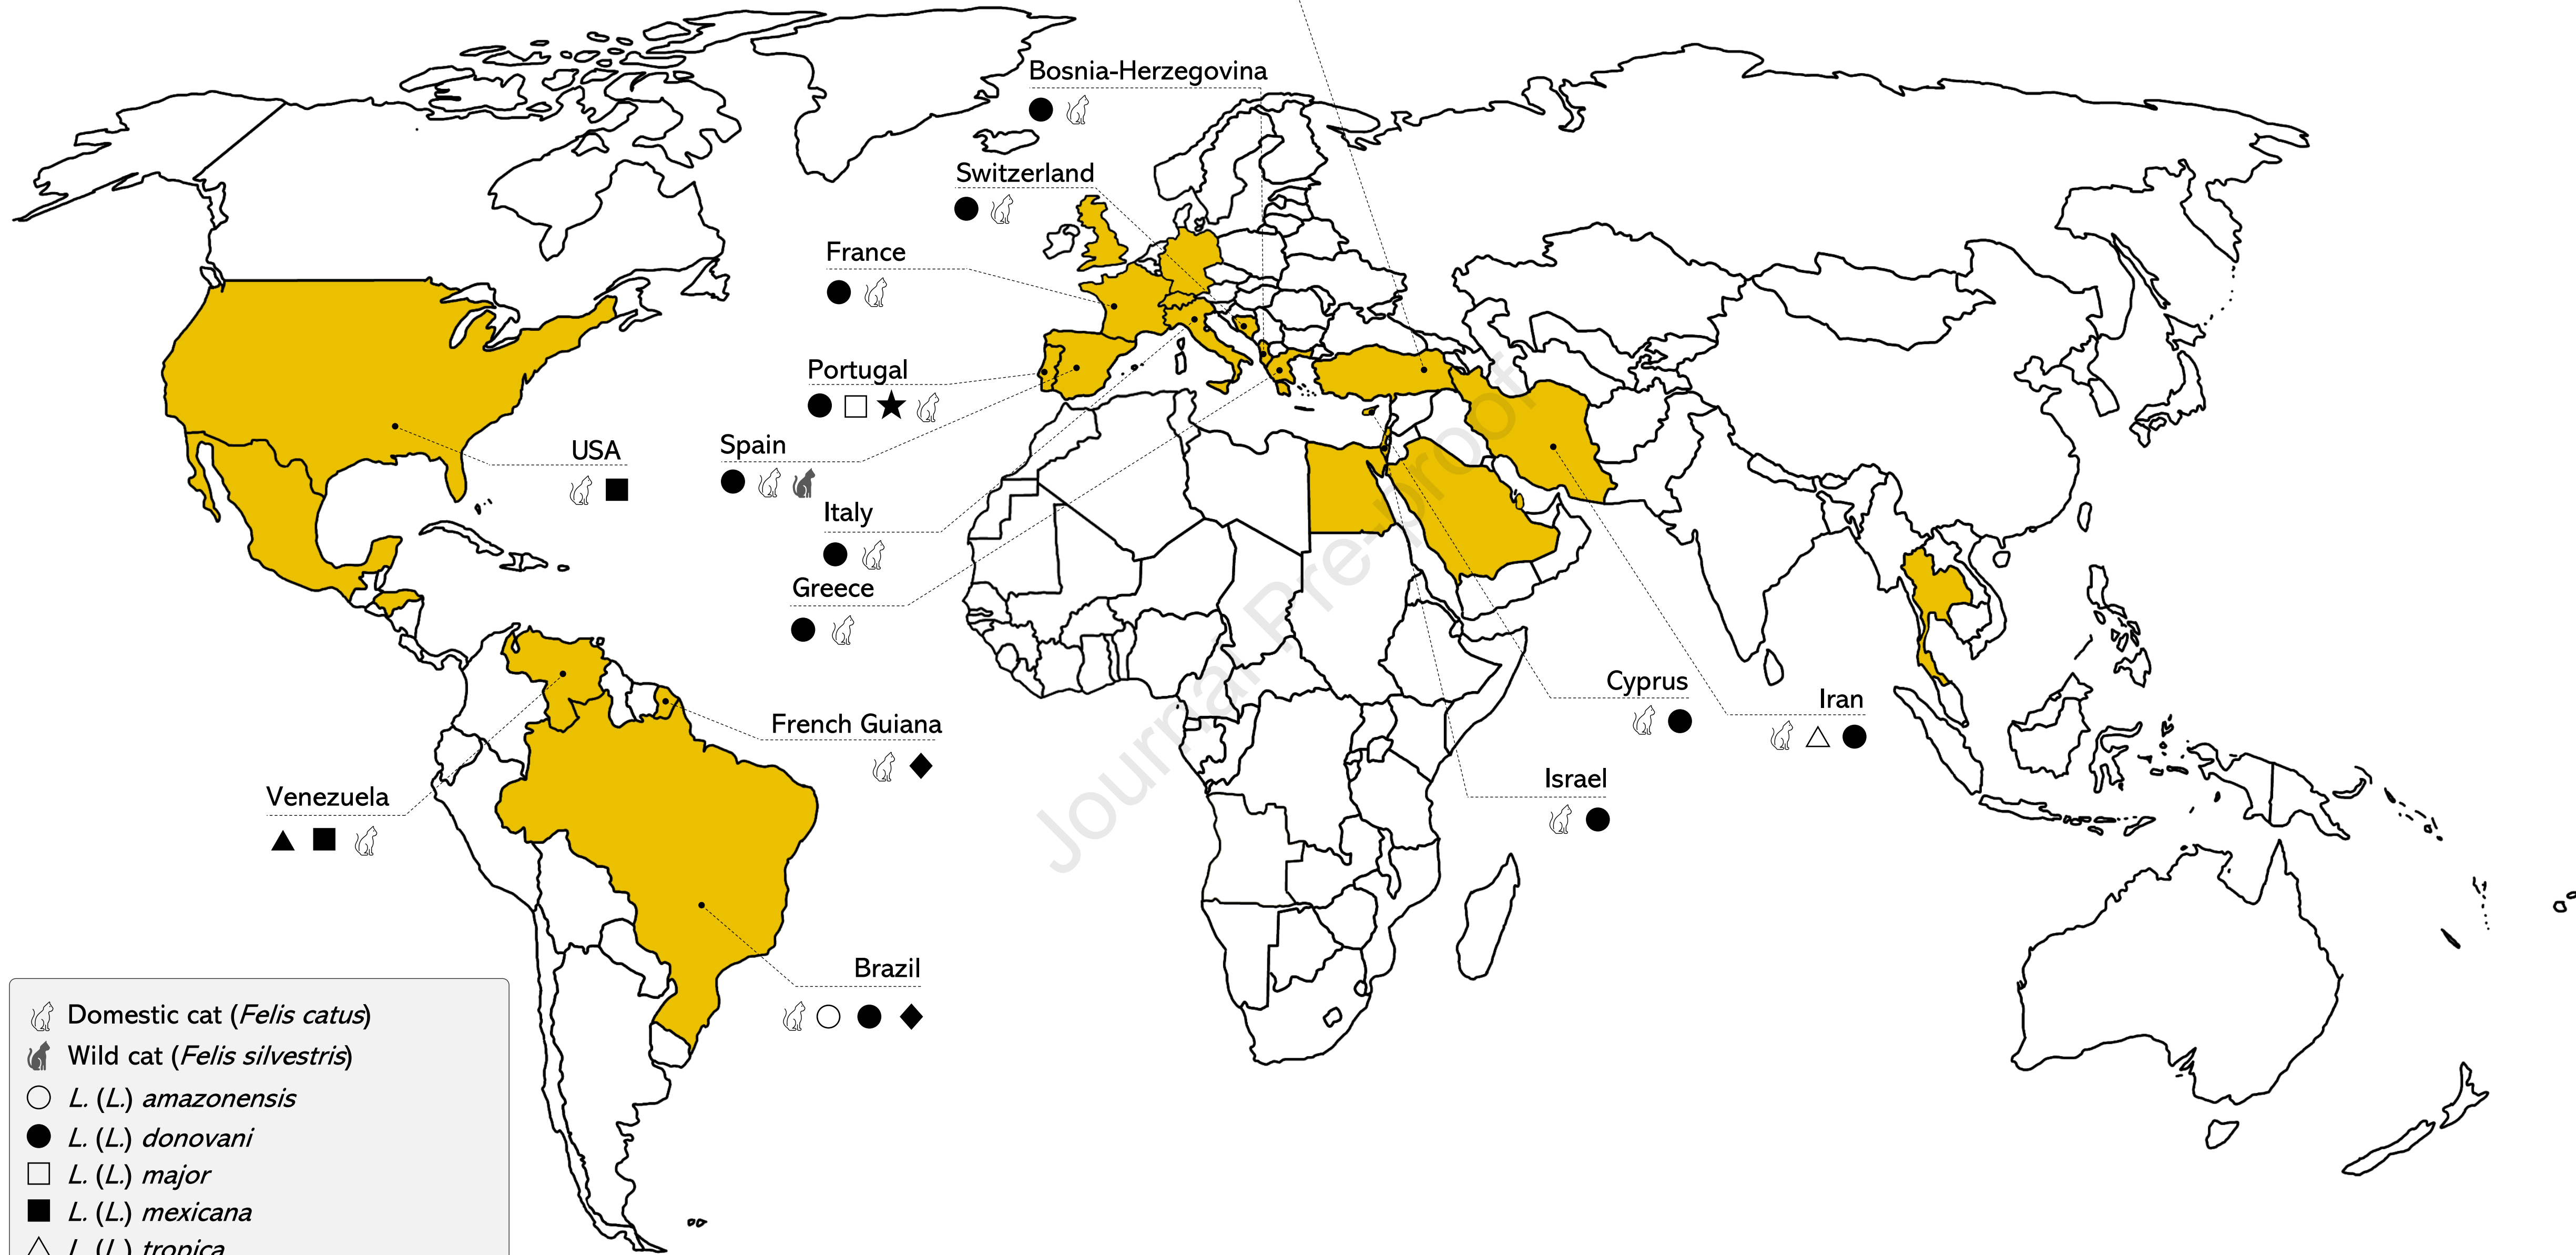 Bosnia-Herzegovina
Switzerland
France
Portugal
Spain
USA
Italy
Greece
Cyprus
Iran
French Guiana
Israel
Venezuela
Brazil
Journal Pre-proof
Domestic cat (Felis catus)
Wild cat (Felis silvestris)
L. (L.) amazonensis
L. (L.) donovani
L. (L.) major
L. (L.) mexicana
L. (L.) tropica